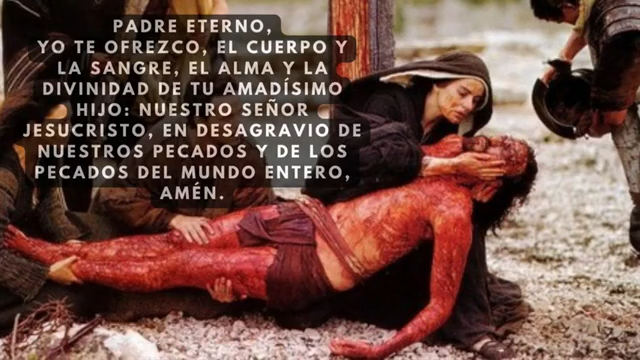 PADRE ETERNO,
YO TE OFREZCO, EL CUERPO Y
LA SANGRE, EL ALMA Y LA
DIVINIDAD DE TU AMADÍSIMO
HIJO: NUESTRO SEÑOR
JESUCRISTO, EN DESAGRAVIO DE
NUESTROS PECADOS Y DE LOS
PECADOS DEL MUNDO ENTERO,
AMÉN.